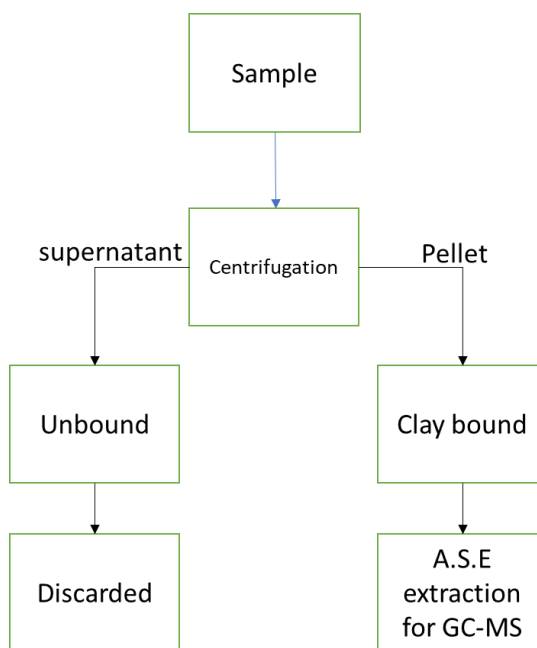 Sample
supernatant
Centrifugation
Pellet
Unbound
Clay bound
Discarded
A.S.E
extraction
for GC-MS